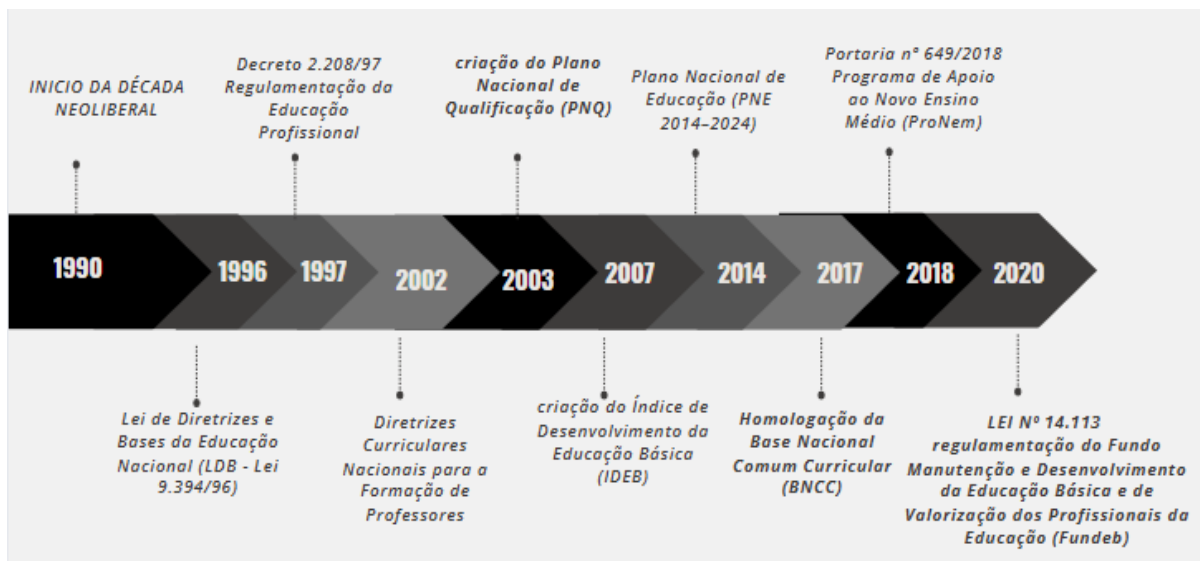 INICIO DA DÉCADA
NEOLIBERAL
Decreto 2.208/97
Regulamentação da
Educação
Profissional
criação do Plano
Nacional de
Qualificação (PNQ)
Plano Nacional de
Educação (PNE
2014–2024)
Portaria nº 649/2018
Programa de Apoio
ao Novo Ensino
Médio (ProNem)
1990
1996
1997
2002
2003
2007
2014
2017
2018
2020
Lei de Diretrizes e
Bases da Educação
Nacional (LDB - Lei
9.394/96)
Diretrizes
Curriculares
Nacionais para a
Formação de
Professores
criação do Índice de
Desenvolvimento da
Educação Básica
(IDEB)
Homologação da
Base Nacional
Comum Curricular
(BNCC)
LEI Nº 14.113
regulamentação do Fundo
Manutenção e Desenvolvimento
da Educação Básica e de
Valorização dos Profissionais da
Educação (Fundeb)